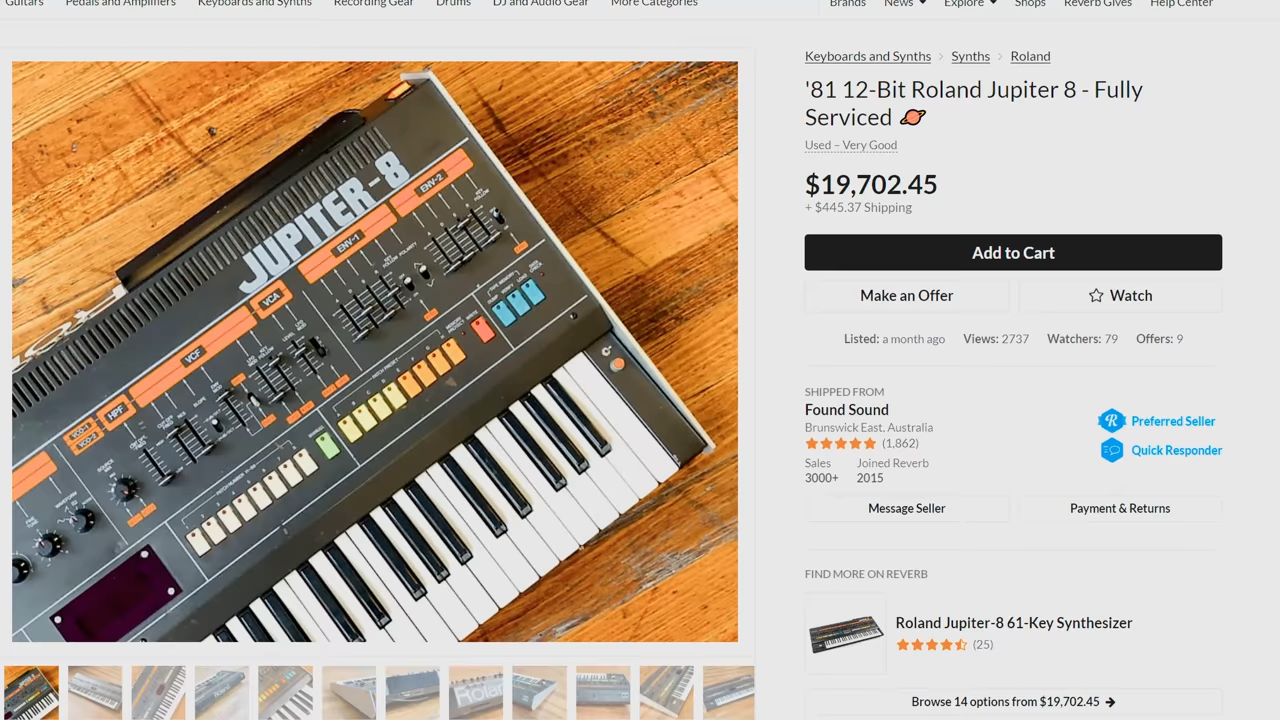 Guitars Pedals and Amplifiers Keyboards and Synths Recording Gear Drums DJ and Audio Gear More Categories Brands News Explore Shops Reverb Gives Help Center
Keyboards and Synths Synths Roland
'81 12-Bit Roland Jupiter 8 - Fully
Serviced
Used – Very Good
$19,702.45
+ $445.37 Shipping
Add to Cart
Make an Offer Watch
Listed: a month ago Views: 2737 Watchers: 79 Offers: 9
SHIPPED FROM
Found Sound
Brunswick East, Australia
(1,862)
Preferred Seller
Quick Responder
Sales Joined Reverb
3000+ 2015
Message Seller Payment & Returns
FIND MORE ON REVERB
Roland Jupiter-8 61-Key Synthesizer
(25)
Browse 14 options from $19,702.45
JUPITER-8
ENV-2
ENV-1
VCA
VCF
HPF
VCO-1
VCO-2
Roland